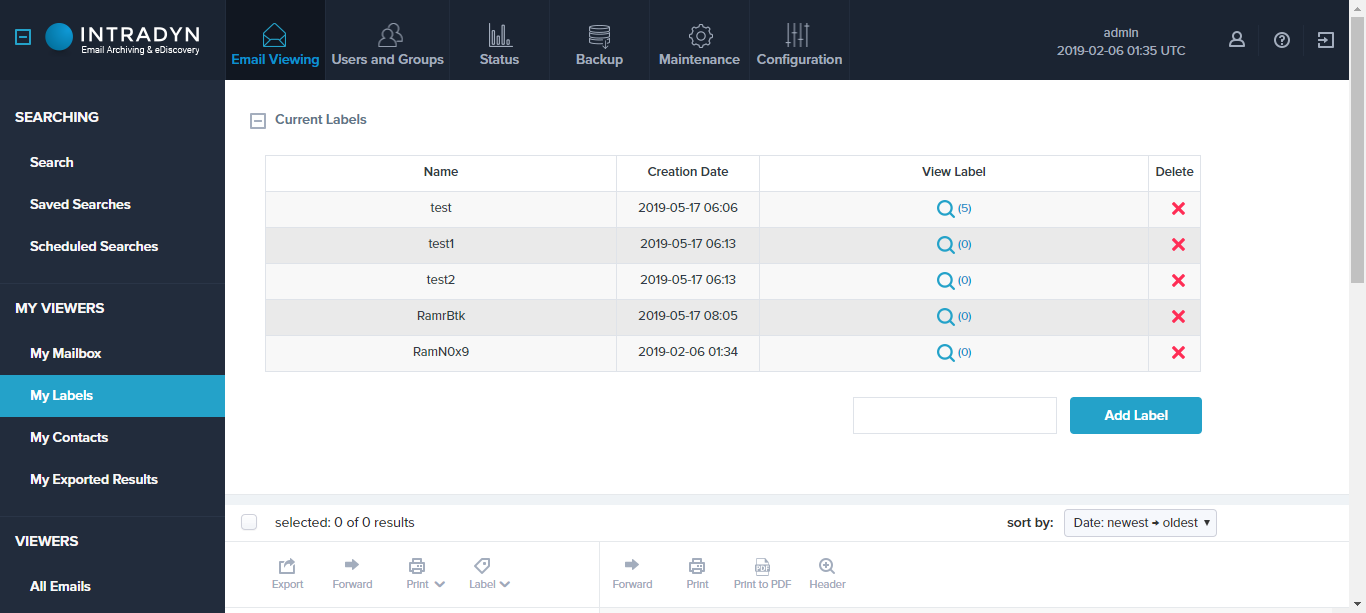 INTRADYN
Email Archiving & eDiscovery
Email Viewing
Users and Groups
Status
Backup
Maintenance
Configuration
admin
2019-02-06 01:35 UTC
SEARCHING
Search
Saved Searches
Scheduled Searches
MY VIEWERS
My Mailbox
My Labels
My Contacts
My Exported Results
VIEWERS
All Emails
Current Labels
Name Creation Date View Label Delete
test 2019-05-17 06:06 (5)
test1 2019-05-17 06:13 (0)
test2 2019-05-17 06:13 (0)
RamrBtk 2019-05-17 08:05 (0)
RamN0x9 2019-02-06 01:34 (0)
Add Label
selected: 0 of 0 results
sort by: Date: newest → oldest
Export Forward Print Label
Forward Print PDF Print to PDF Header